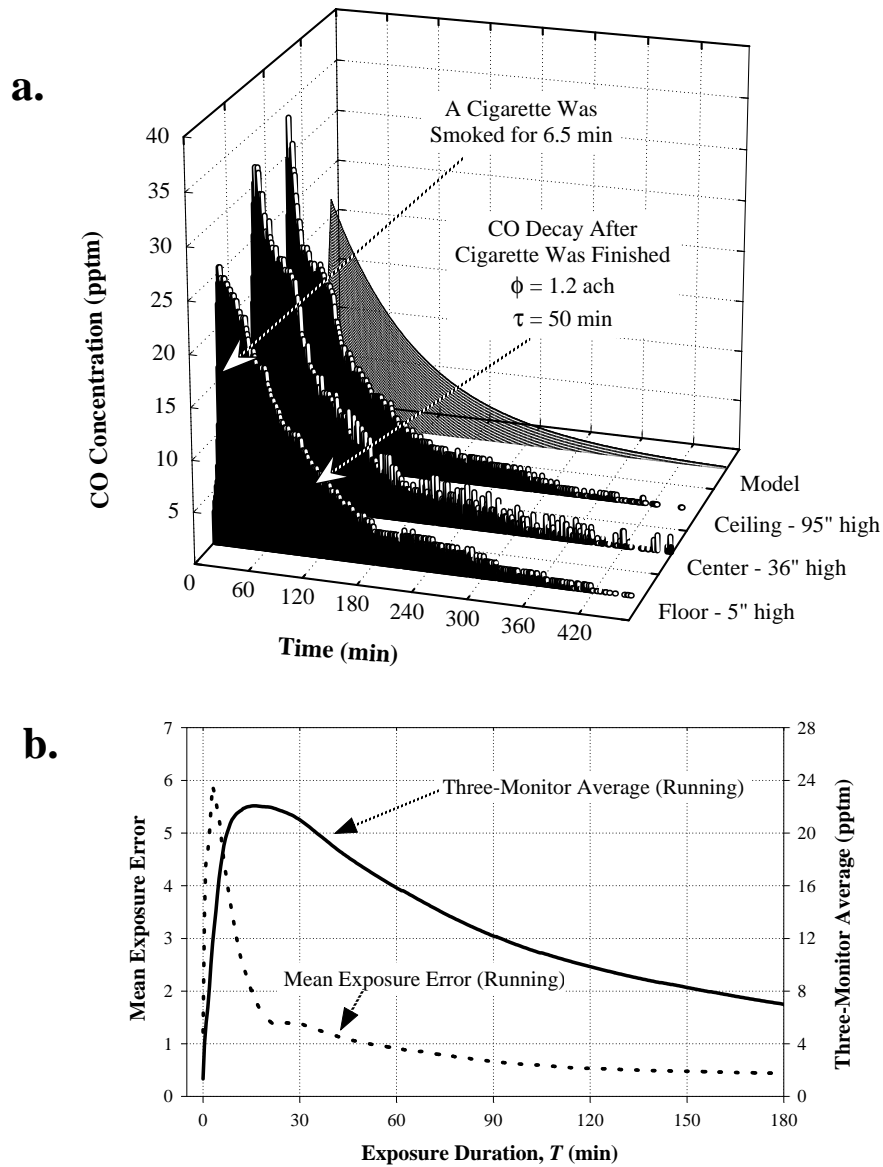 a.
A Cigarette Was
Smoked for 6.5 min
CO Decay After
Cigarette Was Finished
ϕ = 1.2 ach
τ = 50 min
CO Concentration (pptm)
40
35
30
25
20
15
10
5
0
60
120
180
240
300
360
420
Time (min)
Model
Ceiling - 95" high
Center - 36" high
Floor - 5" high
b.
Mean Exposure Error
7
6
5
4
3
2
1
0
Three-Monitor Average (Running)
Mean Exposure Error (Running)
28
24
20
16
12
8
4
0
Three-Monitor Average (pptm)
0
30
60
90
120
150
180
Exposure Duration, T (min)